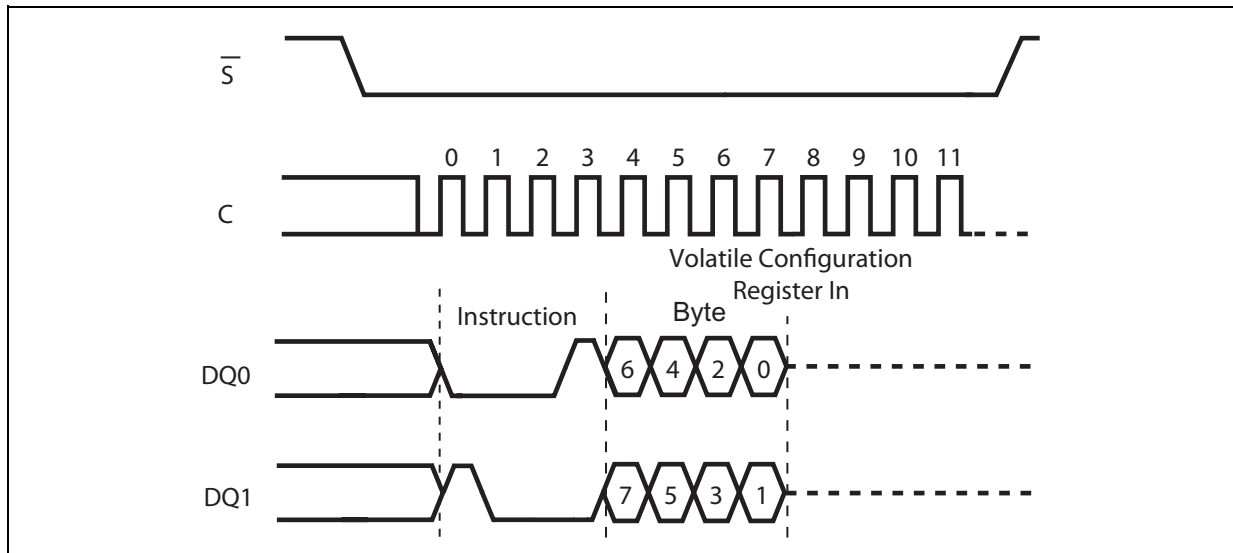 S̅
0 1 2 3 4 5 6 7 8 9 10 11
C
Volatile Configuration
Register In
Instruction Byte
DQ0
6 4 2 0
DQ1
7 5 3 1